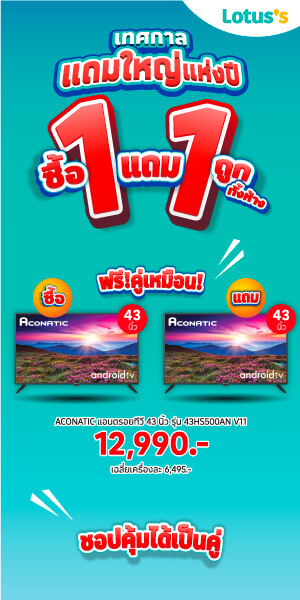 Lotus's
เทศกาล
แถมใหญ่แห่งปี
ซื้อ 1 แถม 1 ถูกทั้งห้าง
ฟรี!คู่เหมือน!
ซื้อ
แถม
ACONATIC
43
นิ้ว
androidtv
ACONATIC
43
นิ้ว
androidtv
ACONATIC แอนดรอยทีวี 43 นิ้ว รุ่น 43HS500AN V11
12,990.-
เฉลี่ยเครื่องละ 6,495.-
ชอปคุ้มได้เป็นคู่